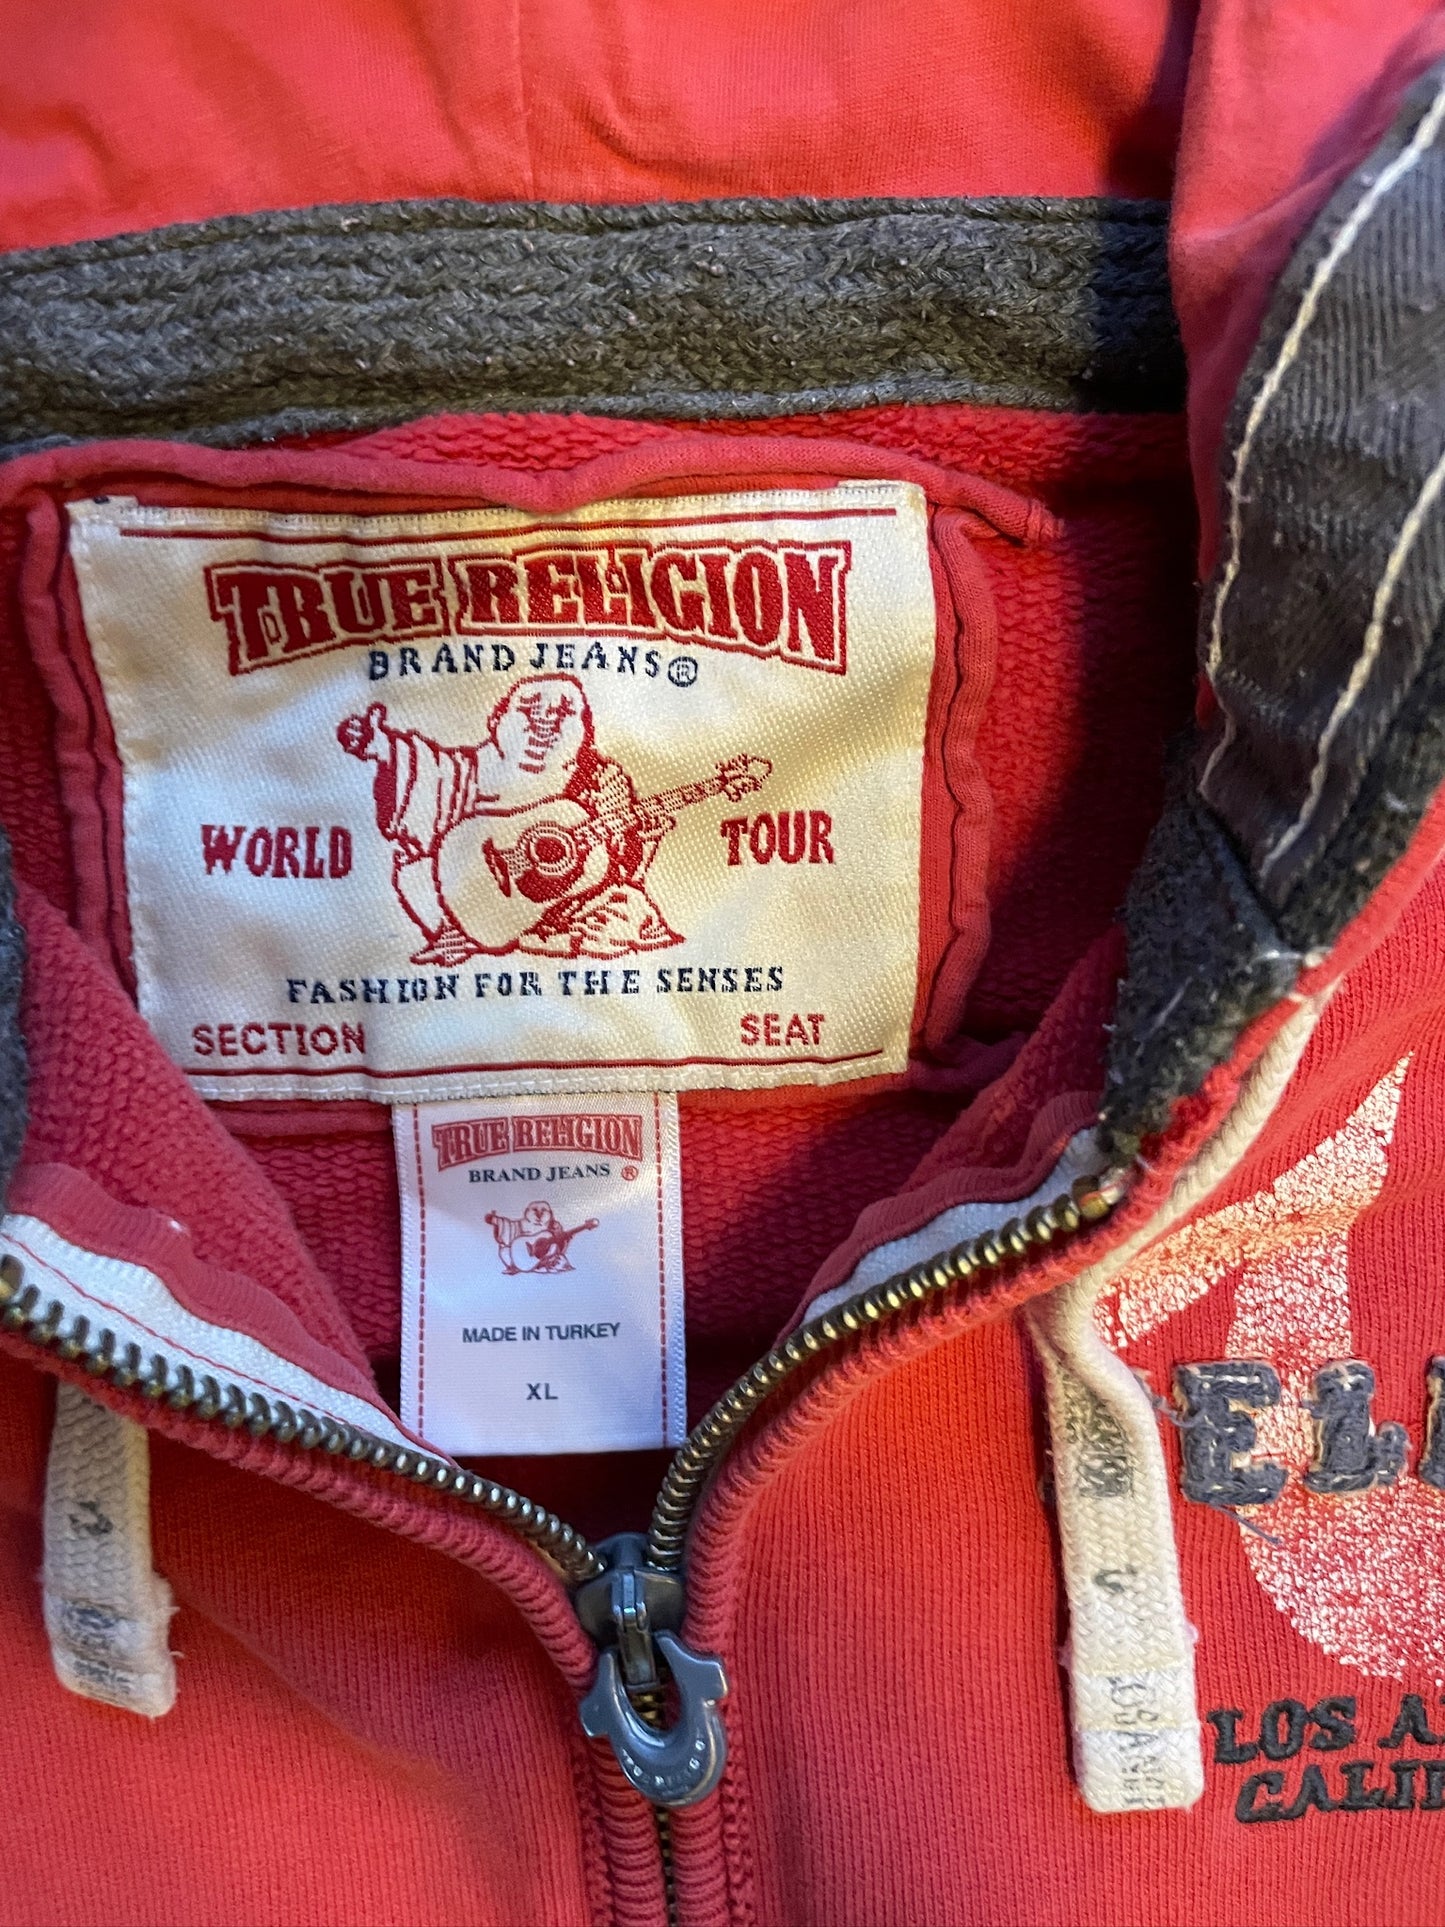 TRUE RELIGION
BRAND JEANS®
WORLD TOUR
FASHION FOR THE SENSES
SECTION SEAT
TRUE RELIGION
BRAND JEANS ®
MADE IN TURKEY
XL
LOS